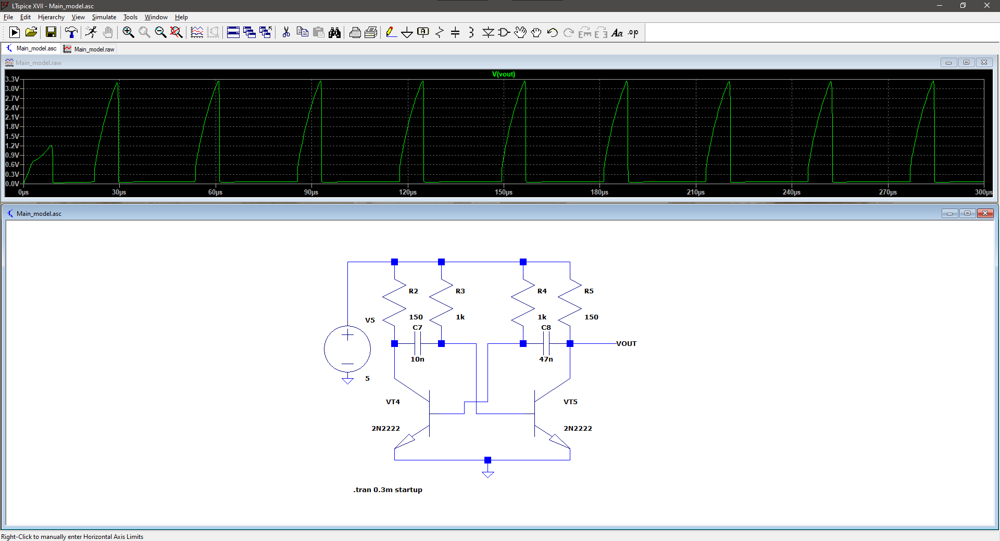 LTspice XVII - Main_model.asc
File Edit Hierarchy View Simulate Tools Window Help
Aa .op
Main_model.asc Main_model.raw
Main_model.raw
V(vout)
3.3V
3.0V
2.7V
2.4V
2.1V
1.8V
1.5V
1.2V
0.9V
0.6V
0.3V
0.0V
0µs 30µs 60µs 90µs 120µs 150µs 180µs 210µs 240µs 270µs 300µs
Main_model.asc
R2 R3 R4 R5
V5 150 1k 1k 150
C7 C8
VOUT
10n 47n
5
VT4 VT5
2N2222 2N2222
.tran 0.3m startup
Right-Click to manually enter Horizontal Axis Limits